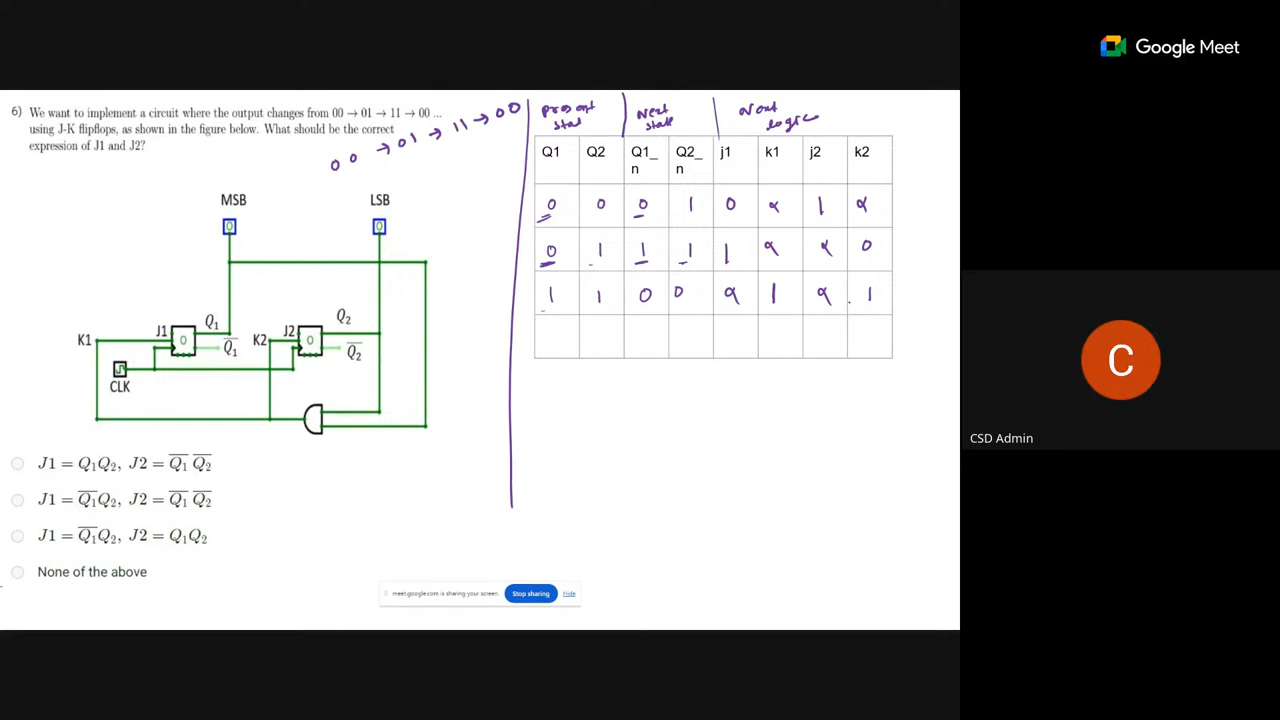 Google Meet
6) We want to implement a circuit where the output changes from 00 → 01 → 11 → 00 ...
using J-K flipflops, as shown in the figure below. What should be the correct
expression of J1 and J2?
00 → 01 → 11 → 00
MSB LSB
J1 Q₁ J2 Q₂
K1 Q̅₁ K2 Q̅₂
0 0
0 0
CLK
J1 = Q₁Q₂, J2 = Q̅₁ Q̅₂
J1 = Q̅₁Q₂, J2 = Q̅₁ Q̅₂
J1 = Q̅₁Q₂, J2 = Q₁Q₂
None of the above
present Next Next
state logic
Q1 Q2 Q1_n Q2_n j1 k1 j2 k2
0 0 0 1 0 x 1 x
0 1 1 1 1 x x 0
1 1 0 0 x 1 x 1
meet.google.com is sharing your screen. Stop sharing Hide
C
CSD Admin